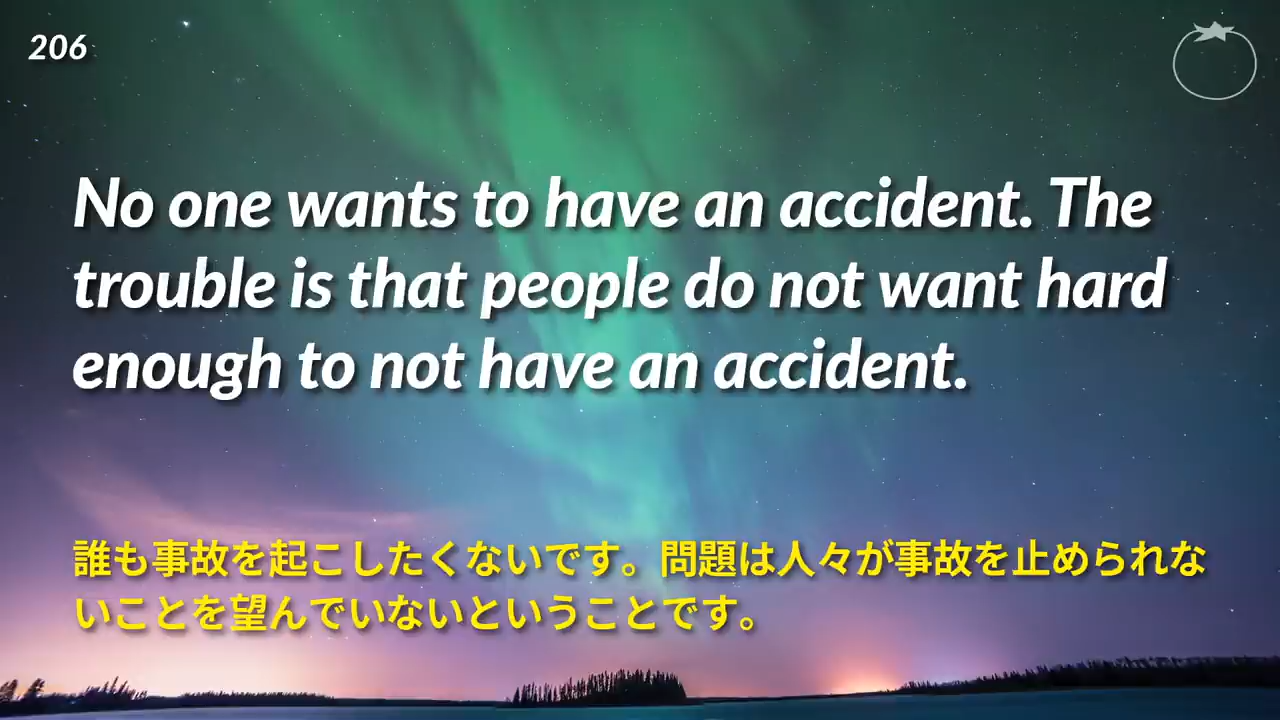 206
No one wants to have an accident. The
trouble is that people do not want hard
enough to not have an accident.
誰も事故を起こしたくないです。問題は人々が事故を止められな
いことを望んでいないということです。